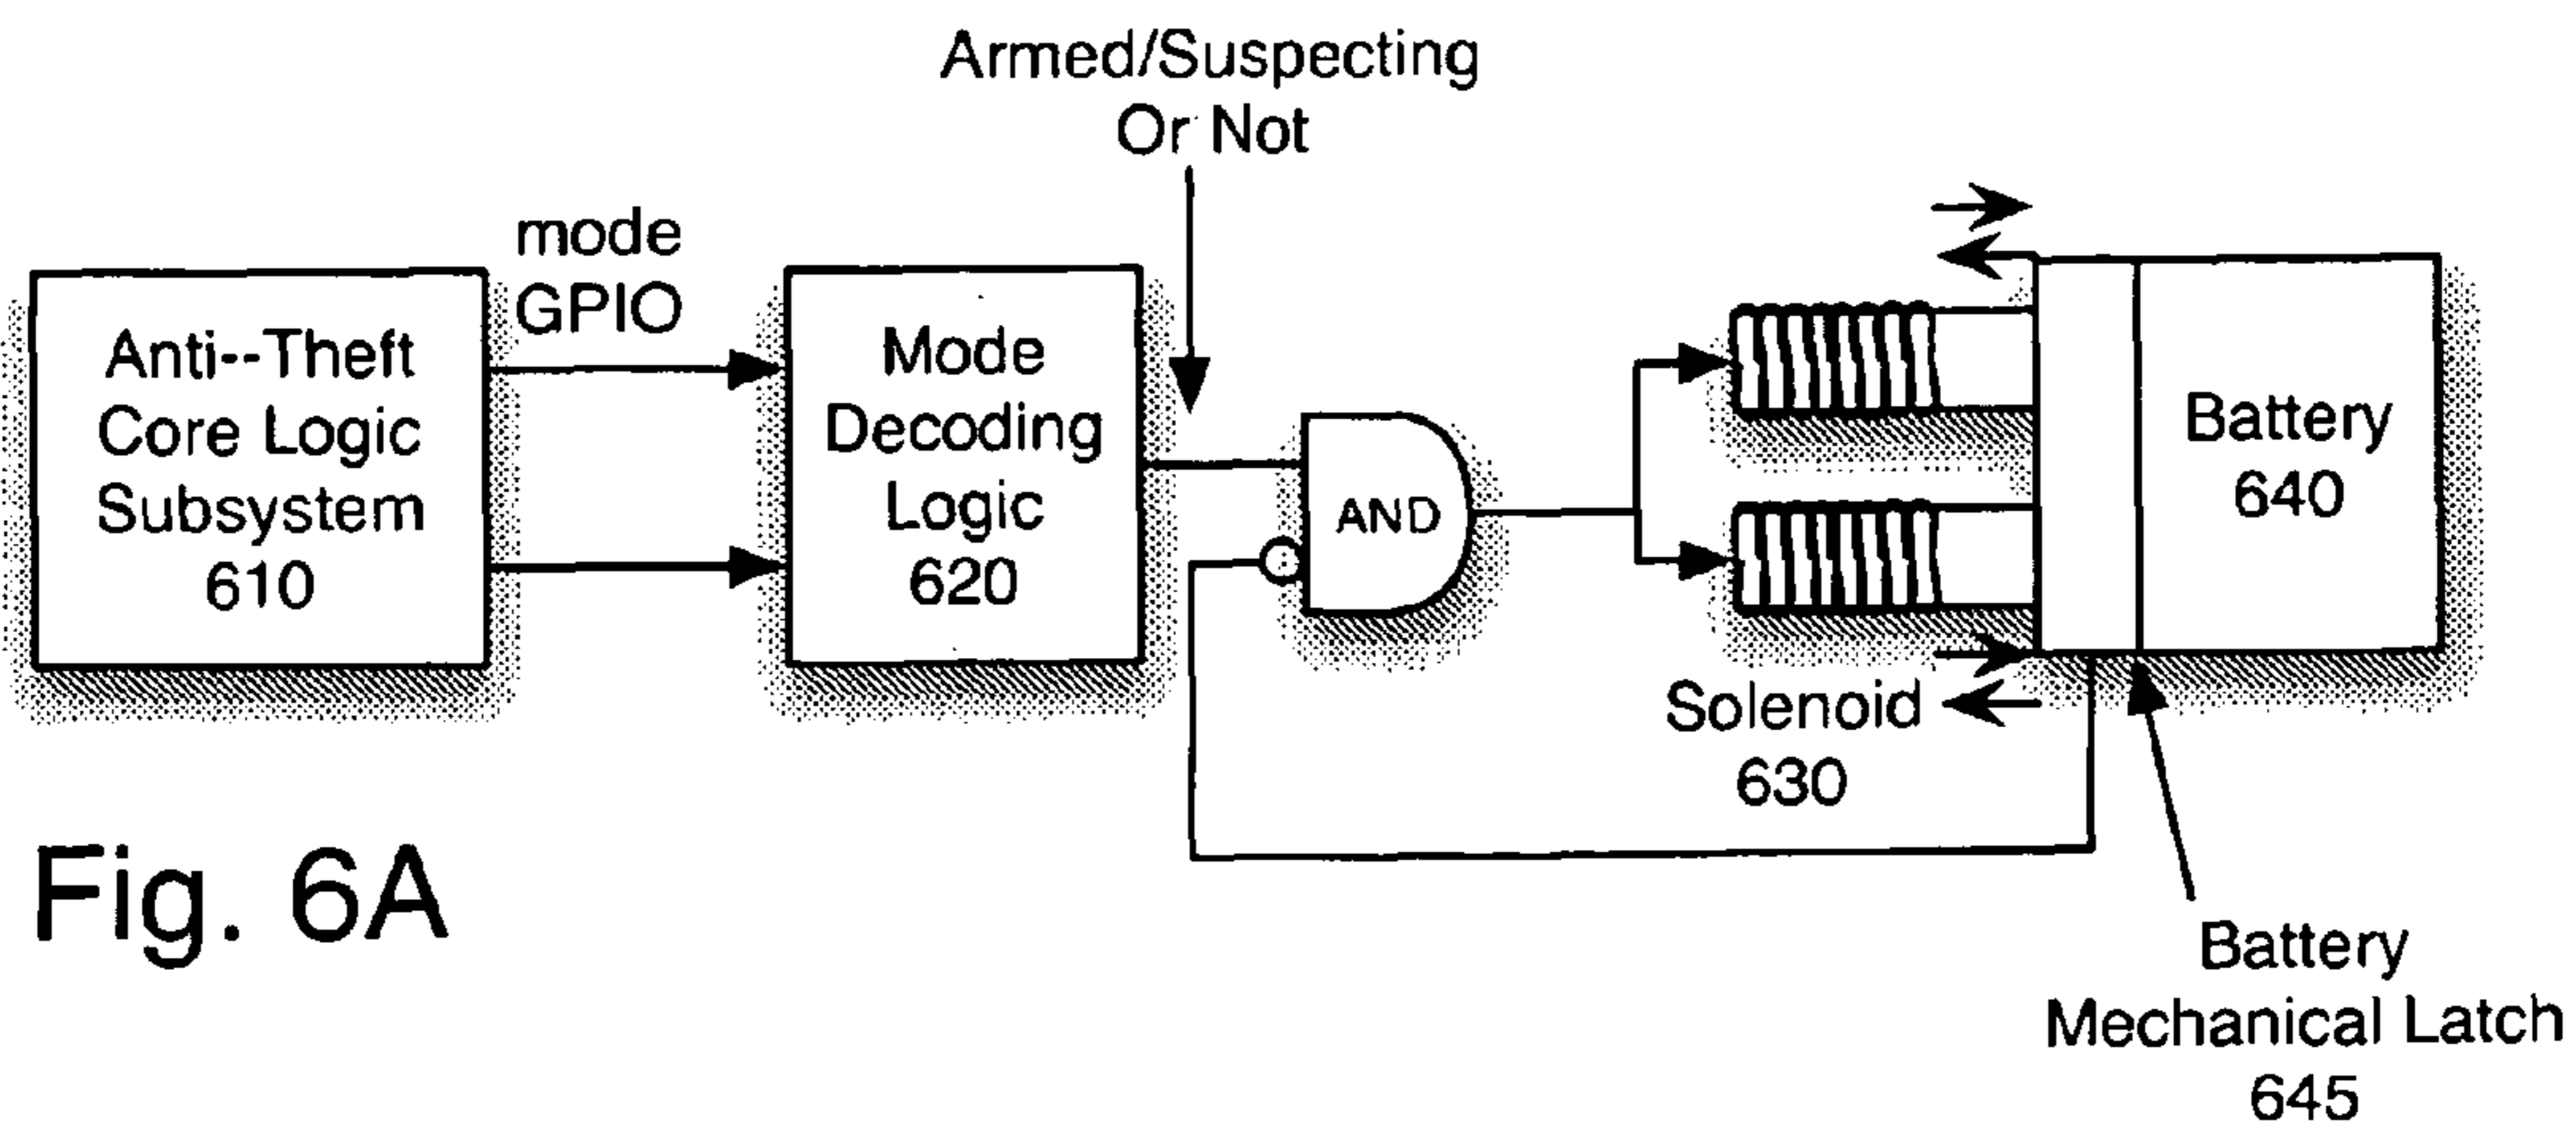 Armed/Suspecting
Or Not
mode
GPIO
Anti--Theft
Core Logic
Subsystem
610
Mode
Decoding
Logic
620
AND
Battery
640
Solenoid
630
Fig. 6A
Battery
Mechanical Latch
645